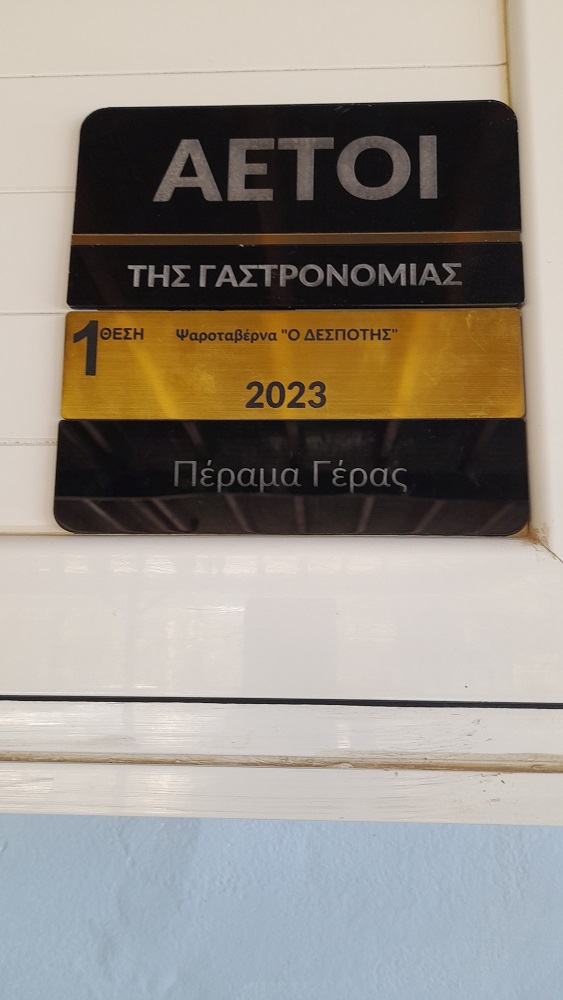 ΑΕΤΟΙ
ΤΗΣ ΓΑΣΤΡΟΝΟΜΙΑΣ
1ΘΕΣΗ Ψαροταβέρνα "Ο ΔΕΣΠΟΤΗΣ"
2023
Πέραμα Γέρας